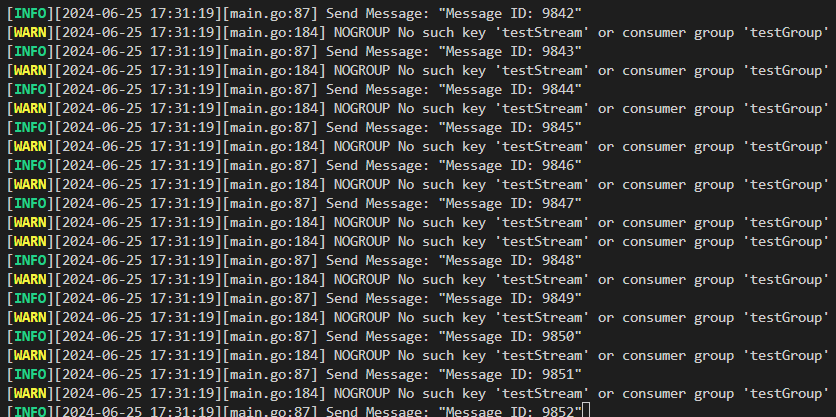 [INFO][2024-06-25 17:31:19][main.go:87] Send Message: "Message ID: 9842"
[WARN][2024-06-25 17:31:19][main.go:184] NOGROUP No such key 'testStream' or consumer group 'testGroup'
[INFO][2024-06-25 17:31:19][main.go:87] Send Message: "Message ID: 9843"
[WARN][2024-06-25 17:31:19][main.go:184] NOGROUP No such key 'testStream' or consumer group 'testGroup'
[INFO][2024-06-25 17:31:19][main.go:87] Send Message: "Message ID: 9844"
[WARN][2024-06-25 17:31:19][main.go:184] NOGROUP No such key 'testStream' or consumer group 'testGroup'
[INFO][2024-06-25 17:31:19][main.go:87] Send Message: "Message ID: 9845"
[WARN][2024-06-25 17:31:19][main.go:184] NOGROUP No such key 'testStream' or consumer group 'testGroup'
[INFO][2024-06-25 17:31:19][main.go:87] Send Message: "Message ID: 9846"
[WARN][2024-06-25 17:31:19][main.go:184] NOGROUP No such key 'testStream' or consumer group 'testGroup'
[INFO][2024-06-25 17:31:19][main.go:87] Send Message: "Message ID: 9847"
[WARN][2024-06-25 17:31:19][main.go:184] NOGROUP No such key 'testStream' or consumer group 'testGroup'
[WARN][2024-06-25 17:31:19][main.go:184] NOGROUP No such key 'testStream' or consumer group 'testGroup'
[INFO][2024-06-25 17:31:19][main.go:87] Send Message: "Message ID: 9848"
[WARN][2024-06-25 17:31:19][main.go:184] NOGROUP No such key 'testStream' or consumer group 'testGroup'
[INFO][2024-06-25 17:31:19][main.go:87] Send Message: "Message ID: 9849"
[WARN][2024-06-25 17:31:19][main.go:184] NOGROUP No such key 'testStream' or consumer group 'testGroup'
[INFO][2024-06-25 17:31:19][main.go:87] Send Message: "Message ID: 9850"
[WARN][2024-06-25 17:31:19][main.go:184] NOGROUP No such key 'testStream' or consumer group 'testGroup'
[INFO][2024-06-25 17:31:19][main.go:87] Send Message: "Message ID: 9851"
[WARN][2024-06-25 17:31:19][main.go:184] NOGROUP No such key 'testStream' or consumer group 'testGroup'
[INFO][2024-06-25 17:31:19][main.go:87] Send Message: "Message ID: 9852"